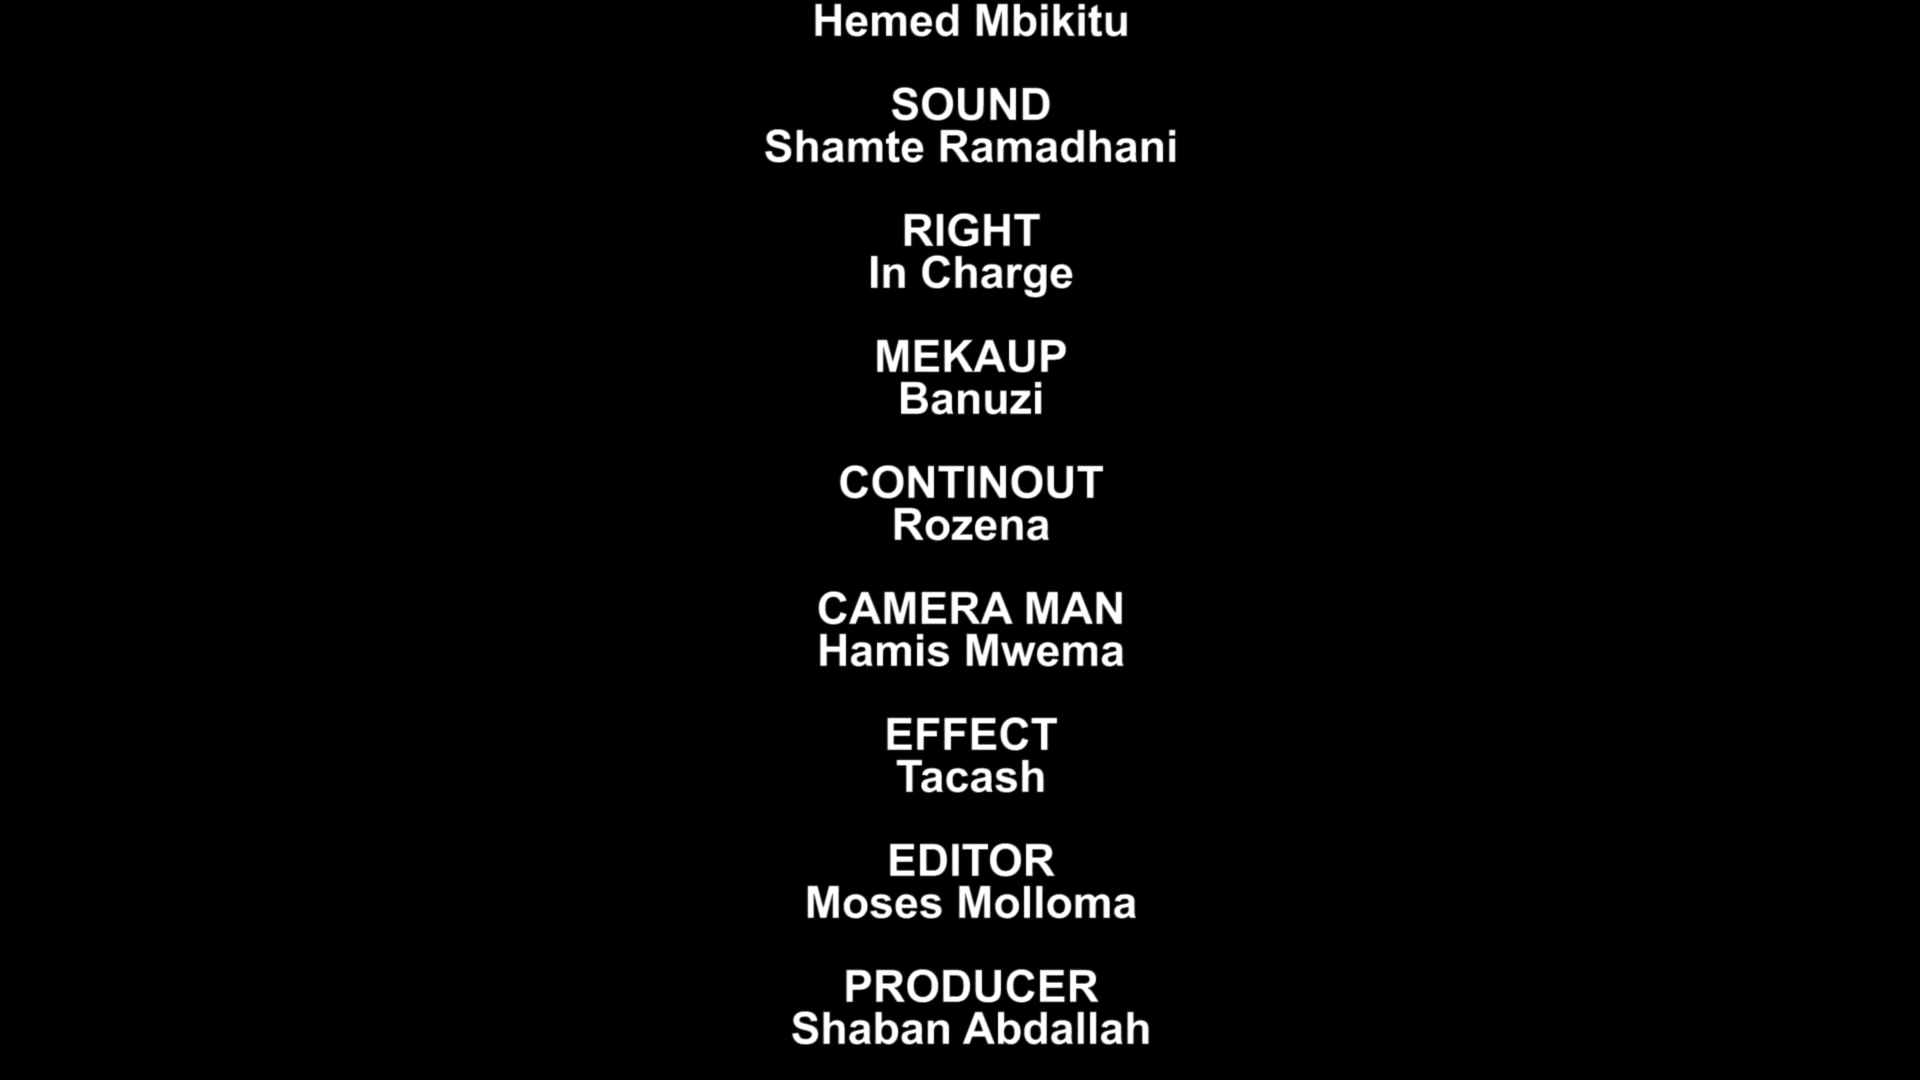 Hemed Mbikitu
SOUND
Shamte Ramadhani
RIGHT
In Charge
MEKAUP
Banuzi
CONTINOUT
Rozena
CAMERA MAN
Hamis Mwema
EFFECT
Tacash
EDITOR
Moses Molloma
PRODUCER
Shaban Abdallah